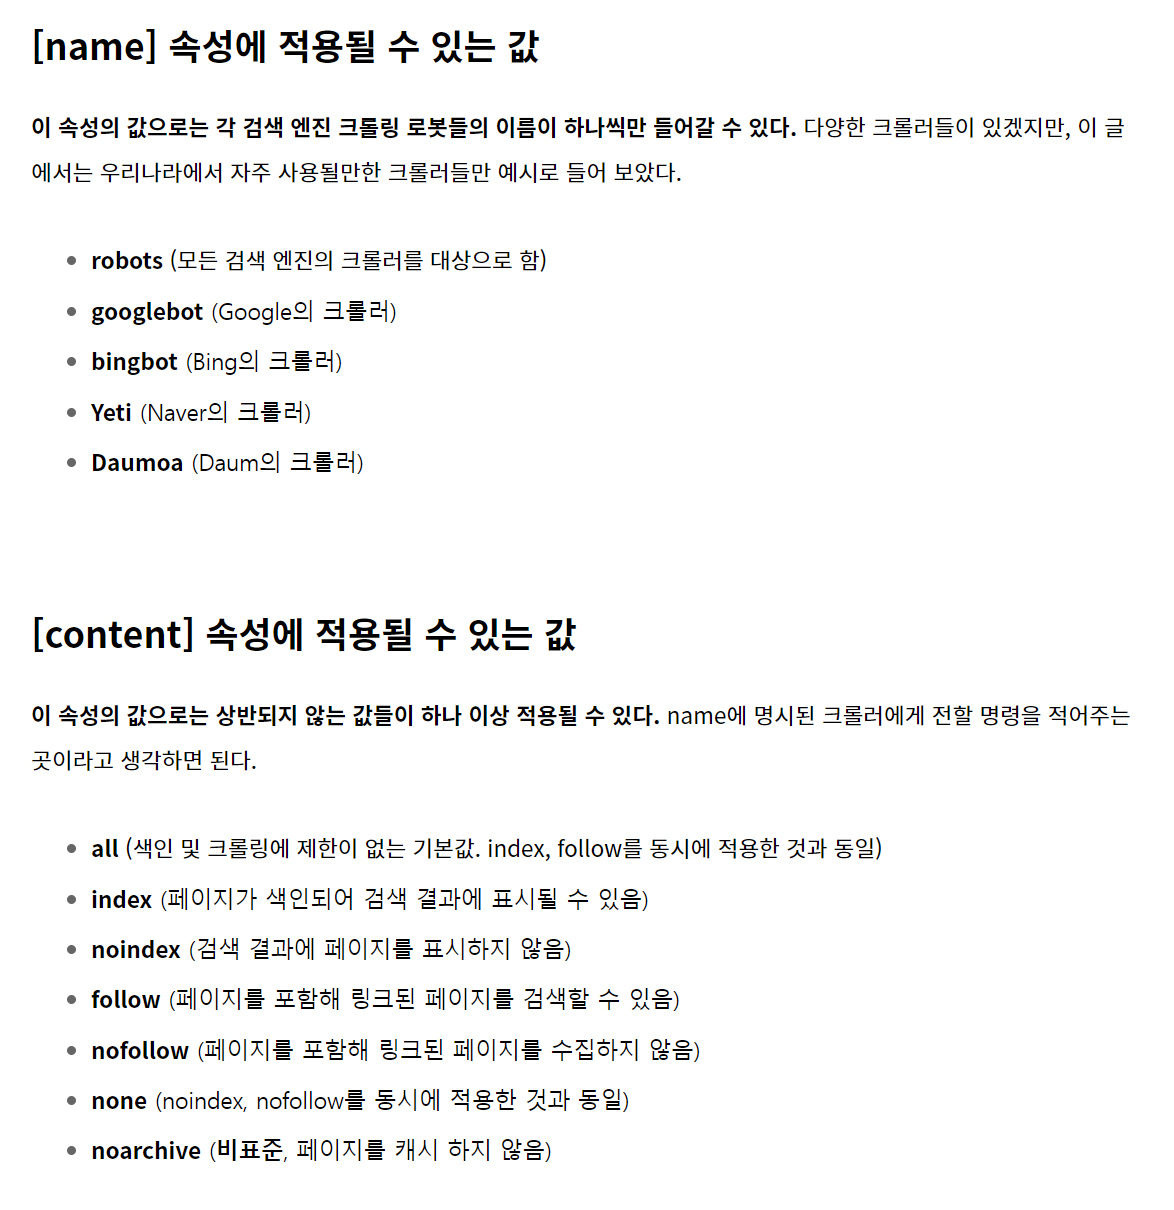 [name] 속성에 적용될 수 있는 값
이 속성의 값으로는 각 검색 엔진 크롤링 로봇들의 이름이 하나씩만 들어갈 수 있다. 다양한 크롤러들이 있겠지만, 이 글
에서는 우리나라에서 자주 사용될만한 크롤러들만 예시로 들어 보았다.
• robots (모든 검색 엔진의 크롤러를 대상으로 함)
• googlebot (Google의 크롤러)
• bingbot (Bing의 크롤러)
• Yeti (Naver의 크롤러)
• Daumoa (Daum의 크롤러)
[content] 속성에 적용될 수 있는 값
이 속성의 값으로는 상반되지 않는 값들이 하나 이상 적용될 수 있다. name에 명시된 크롤러에게 전할 명령을 적어주는
곳이라고 생각하면 된다.
• all (색인 및 크롤링에 제한이 없는 기본값. index, follow를 동시에 적용한 것과 동일)
• index (페이지가 색인되어 검색 결과에 표시될 수 있음)
• noindex (검색 결과에 페이지를 표시하지 않음)
• follow (페이지를 포함해 링크된 페이지를 검색할 수 있음)
• nofollow (페이지를 포함해 링크된 페이지를 수집하지 않음)
• none (noindex, nofollow를 동시에 적용한 것과 동일)
• noarchive (비표준, 페이지를 캐시 하지 않음)